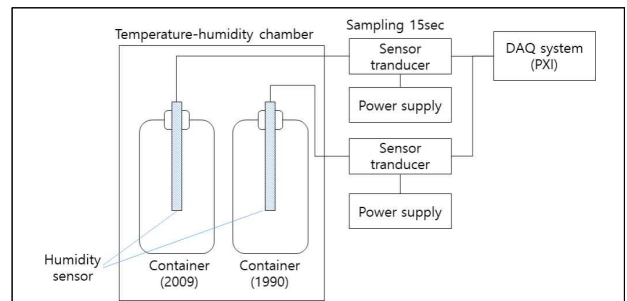 Temperature-humidity chamber
Sampling 15sec
Sensor
tranducer
DAQ system
(PXI)
Power supply
Sensor
tranducer
Power supply
Humidity
sensor
Container
(2009)
Container
(1990)